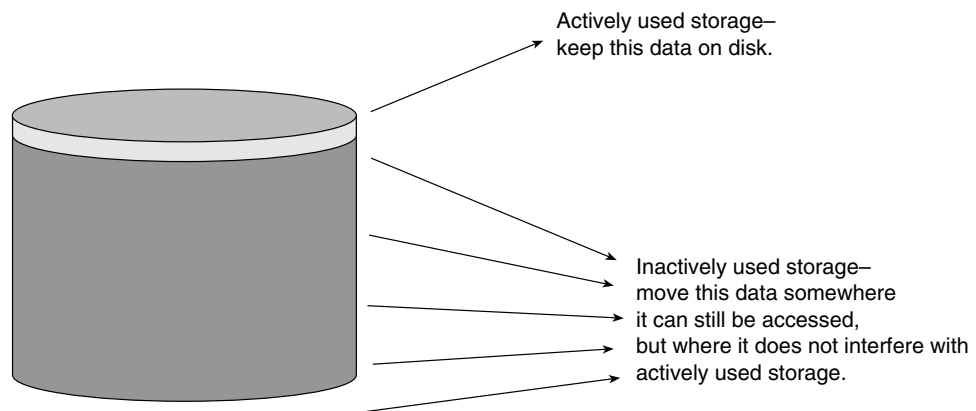 Actively used storage–
keep this data on disk.
Inactively used storage–
move this data somewhere
it can still be accessed,
but where it does not interfere with
actively used storage.